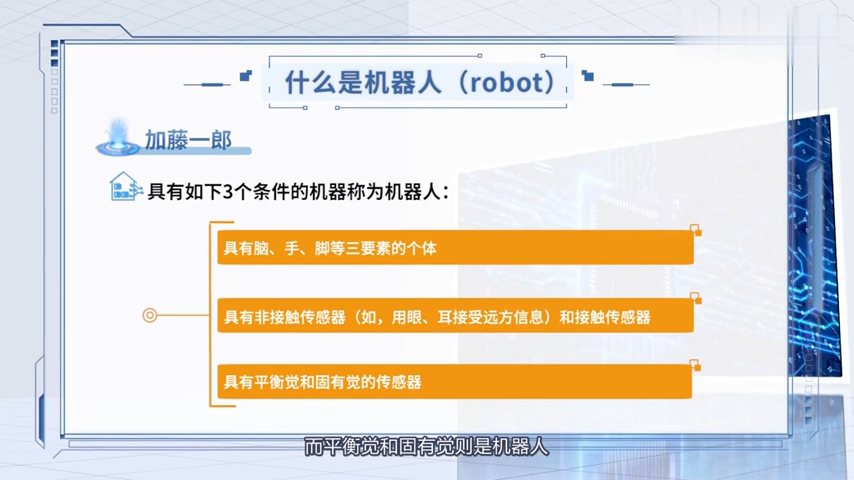 什么是机器人（robot）
加藤一郎
具有如下3个条件的机器称为机器人：
具有脑、手、脚等三要素的个体
具有非接触传感器（如，用眼、耳接受远方信息）和接触传感器
具有平衡觉和固有觉的传感器
而平衡觉和固有觉则是机器人